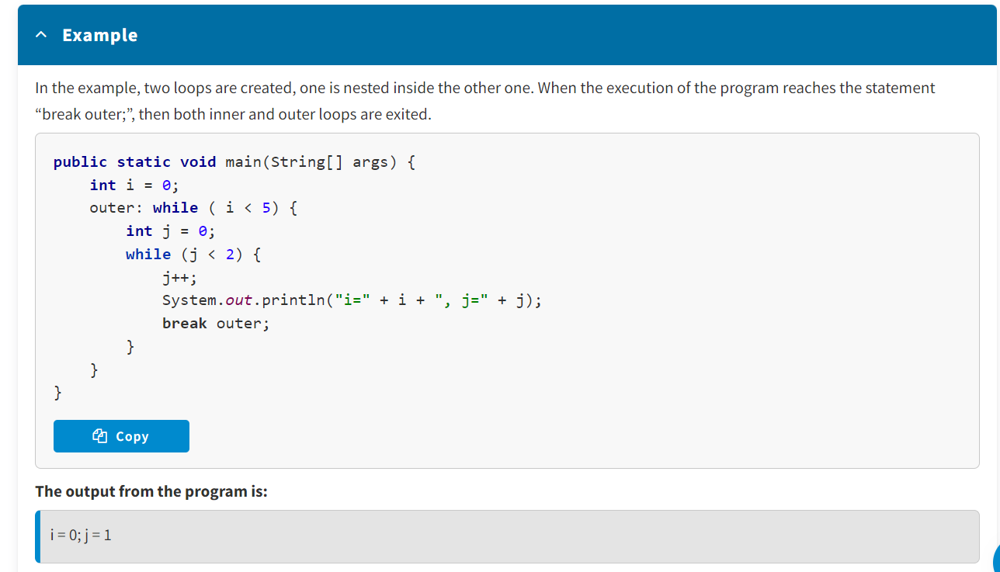 Example
In the example, two loops are created, one is nested inside the other one. When the execution of the program reaches the statement
“break outer;”, then both inner and outer loops are exited.
public static void main(String[] args) {
    int i = 0;
    outer: while ( i < 5) {
        int j = 0;
        while (j < 2) {
            j++;
            System.out.println("i=" + i + ", j=" + j);
            break outer;
        }
    }
}
Copy
The output from the program is:
i = 0; j = 1